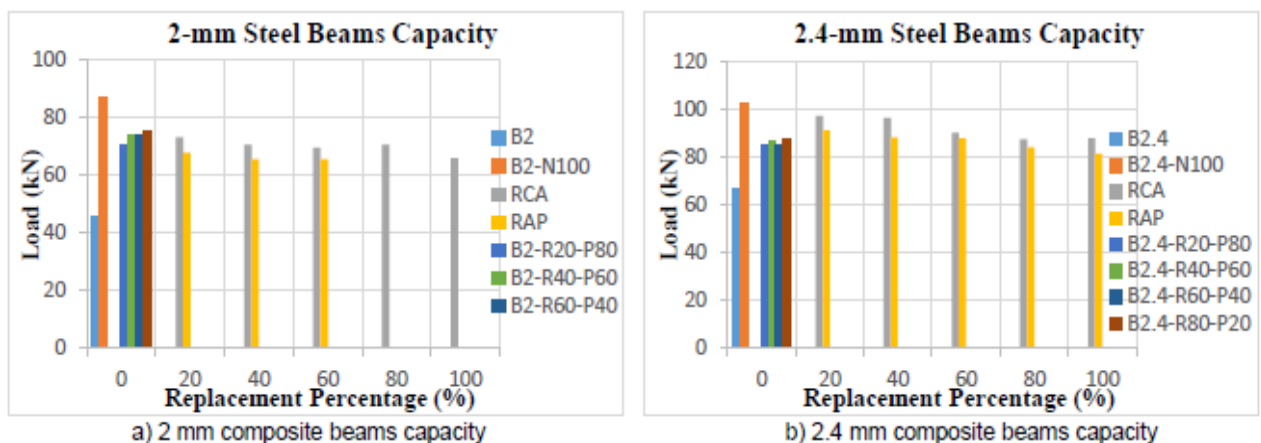 2-mm Steel Beams Capacity
100
80
60
40
20
0
Load (kN)
0 20 40 60 80 100
Replacement Percentage (%)
B2
B2-N100
RCA
RAP
B2-R20-P80
B2-R40-P60
B2-R60-P40
a) 2 mm composite beams capacity
2.4-mm Steel Beams Capacity
120
100
80
60
40
20
0
Load (kN)
0 20 40 60 80 100
Replacement Percentage (%)
B2.4
B2.4-N100
RCA
RAP
B2.4-R20-P80
B2.4-R40-P60
B2.4-R60-P40
B2.4-R80-P20
b) 2.4 mm composite beams capacity